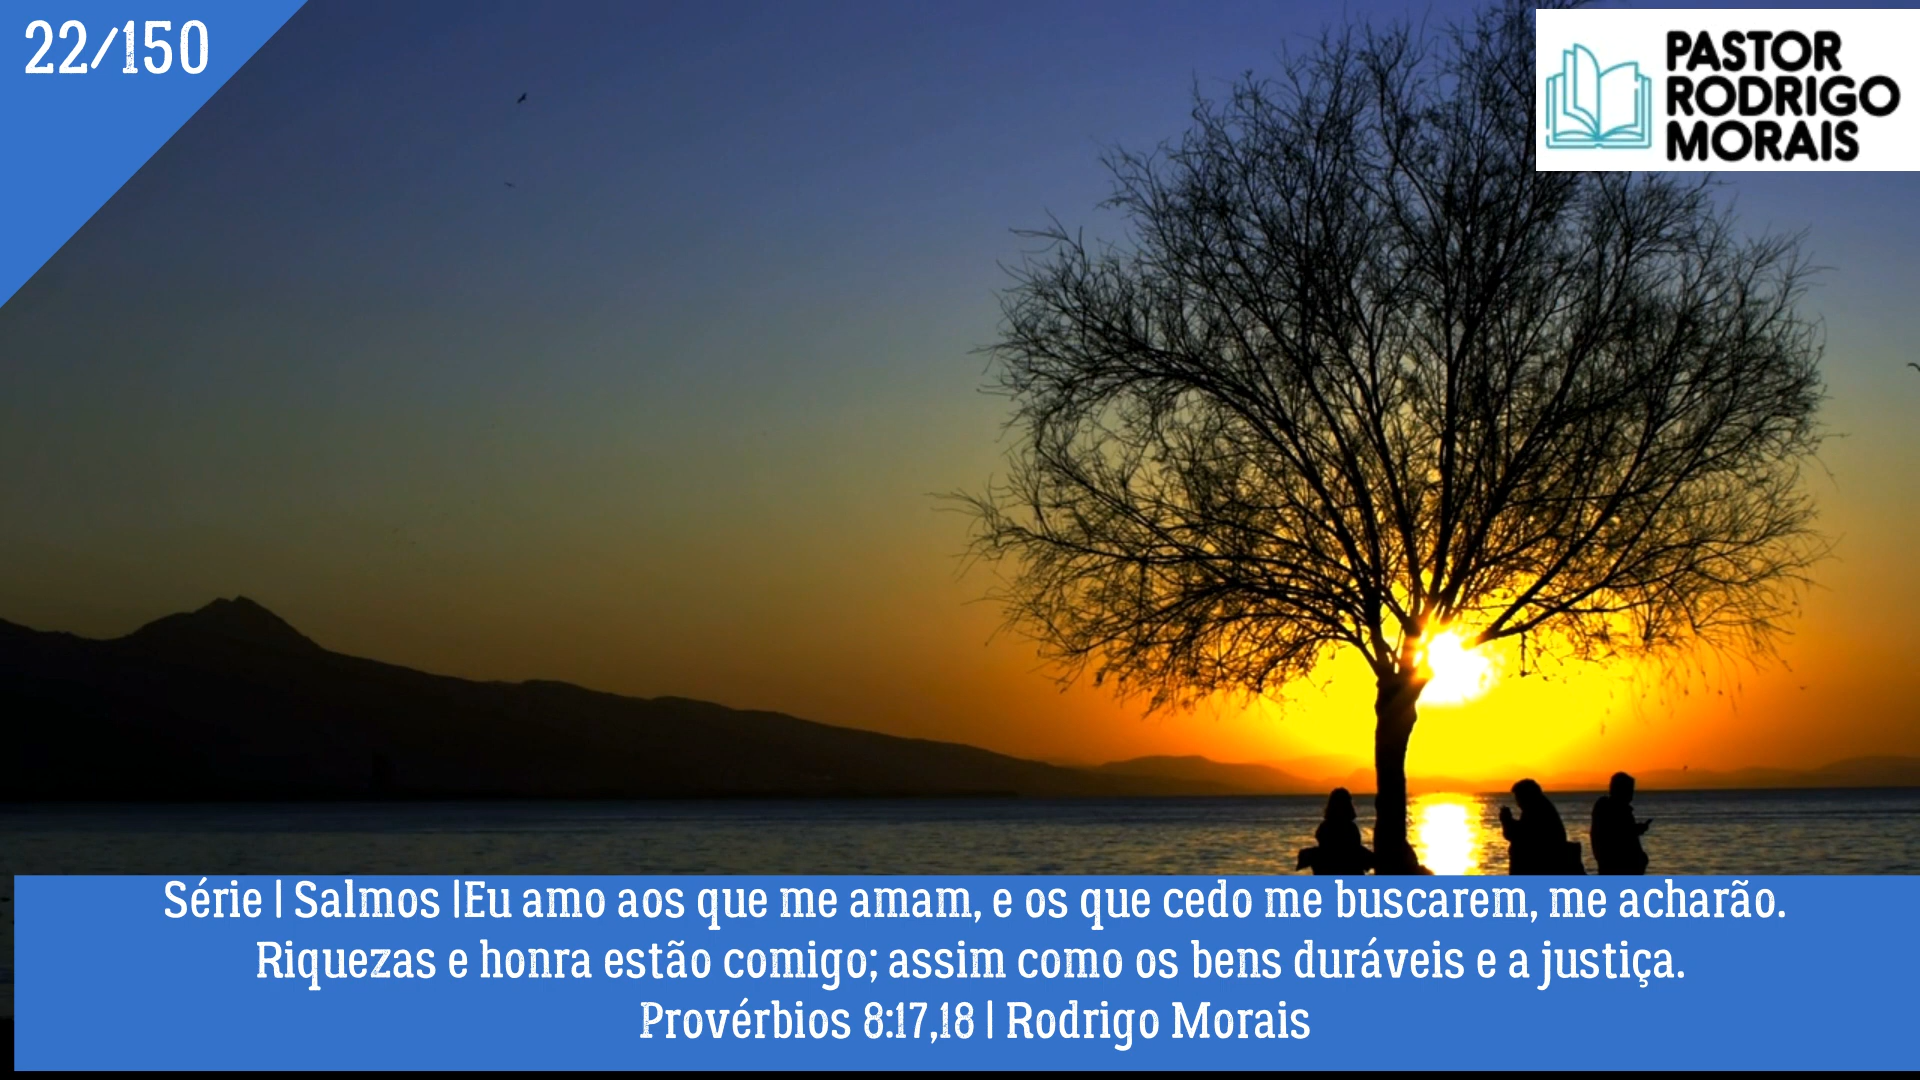 22/150
PASTOR
RODRIGO
MORAIS
Série | Salmos |Eu amo aos que me amam, e os que cedo me buscarem, me acharão.
Riquezas e honra estão comigo; assim como os bens duráveis e a justiça.
Provérbios 8:17,18 | Rodrigo Morais